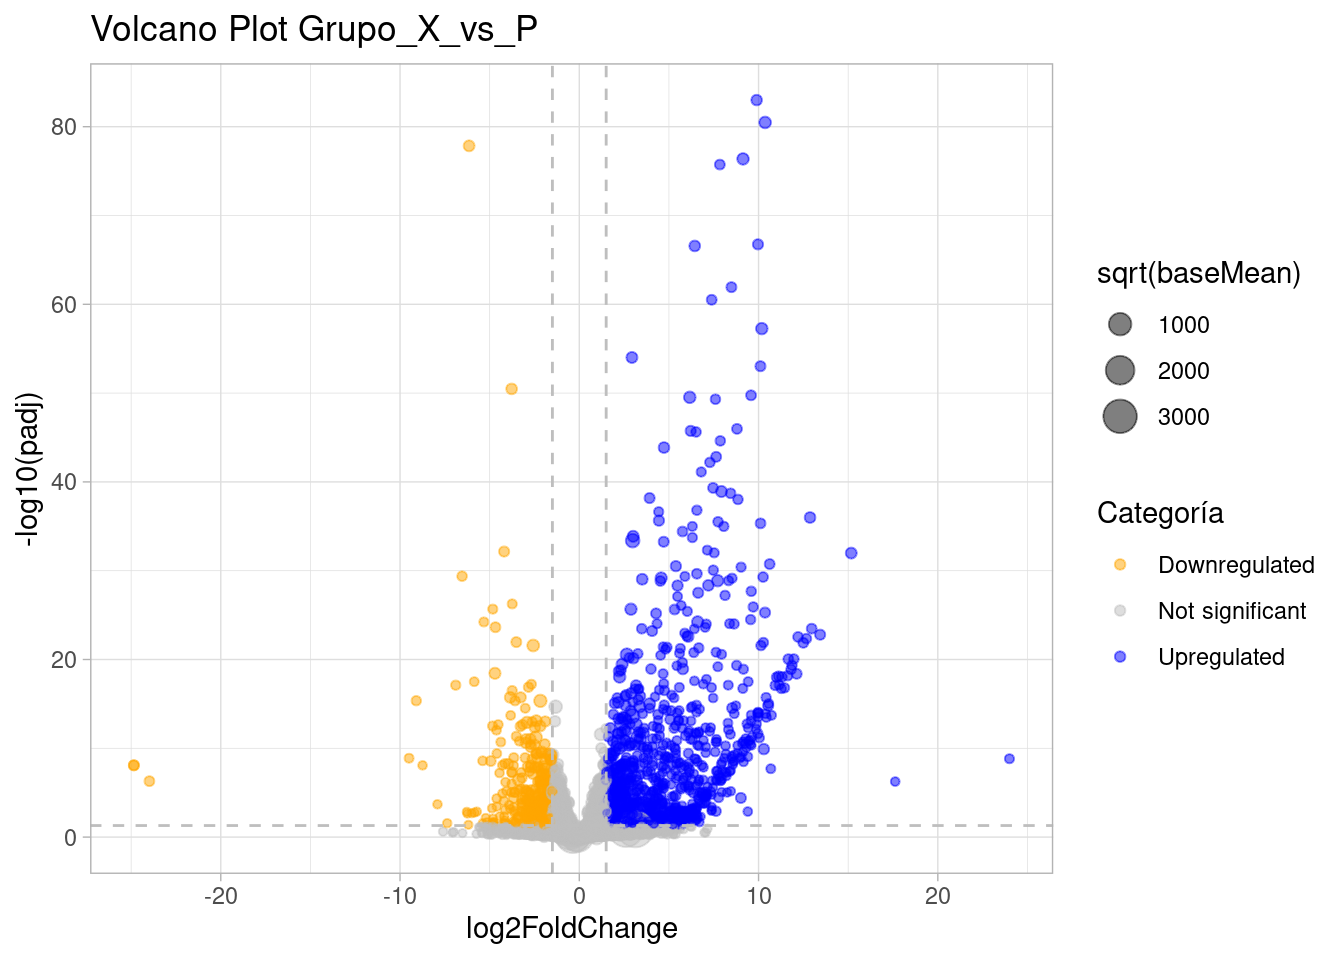 Volcano Plot Grupo_X_vs_P
-log10(padj)
80
60
40
20
0
-20
-10
0
10
20
log2FoldChange
sqrt(baseMean)
1000
2000
3000
Categoría
Downregulated
Not significant
Upregulated